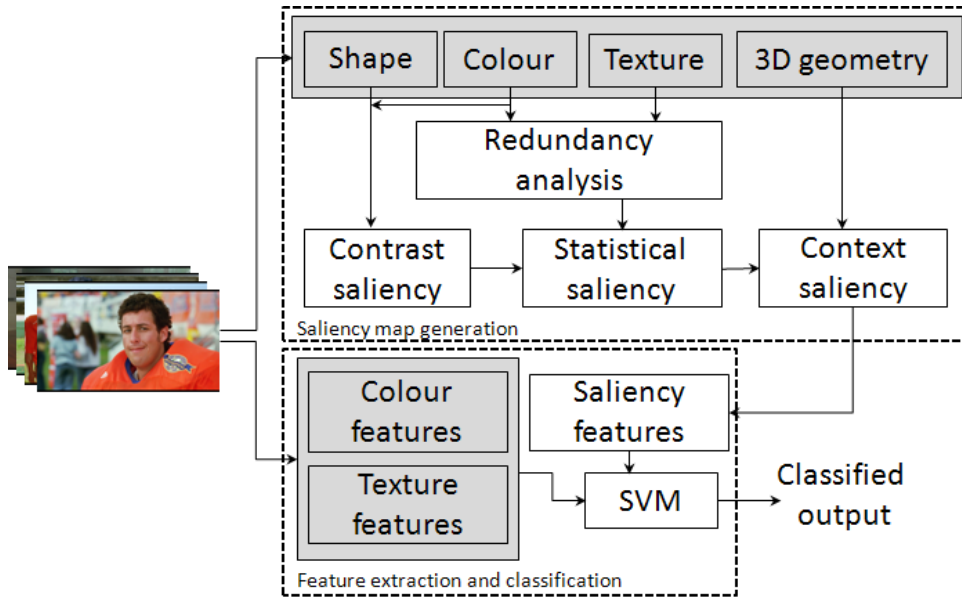 Shape
Colour
Texture
3D geometry
Redundancy
analysis
Contrast
saliency
Statistical
saliency
Context
saliency
Saliency map generation
Colour
features
Texture
features
Saliency
features
SVM
Classified
output
Feature extraction and classification